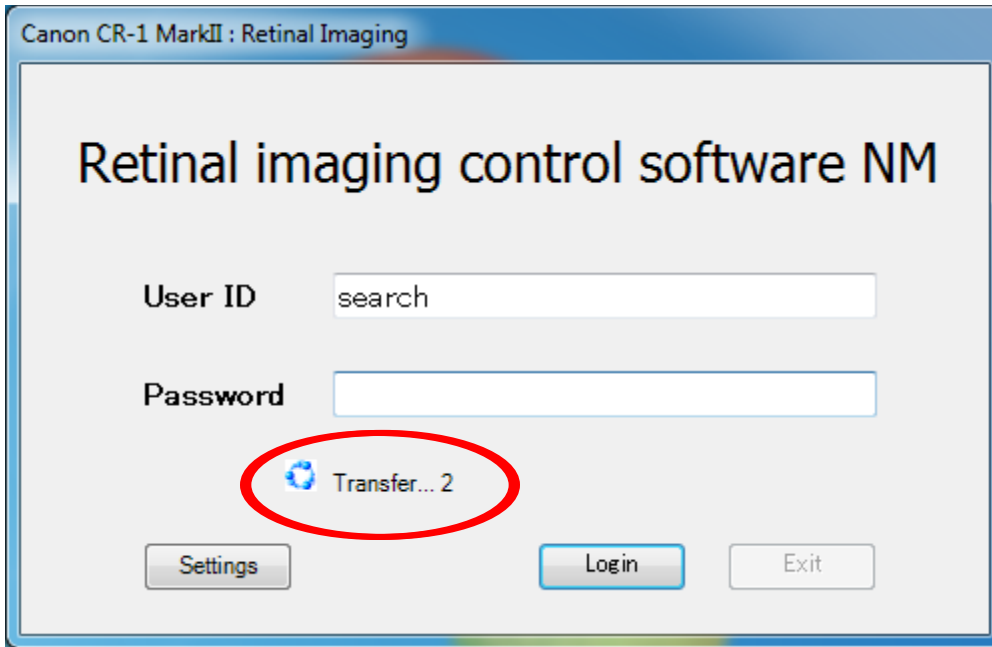 Canon CR-1 MarkII : Retinal Imaging
Retinal imaging control software NM
User ID search
Password
Transfer... 2
Settings Login Exit